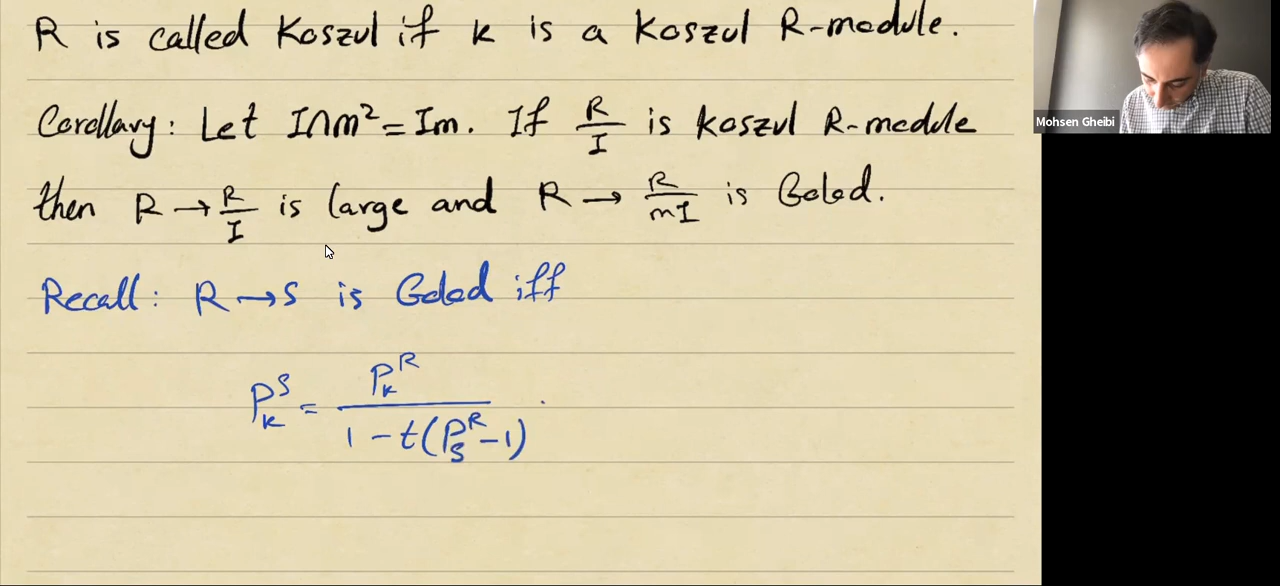 R is called Koszul if k is a Koszul R-module.
Corollary: Let I∩m² = Im. If R/I is Koszul R-module
then R → R/I is large and R → R/mI is Golod.
Recall: R → S is Golod iff
P_k^S = P_k^R / (1 - t(P_S^R - 1)).
Mohsen Gheibi